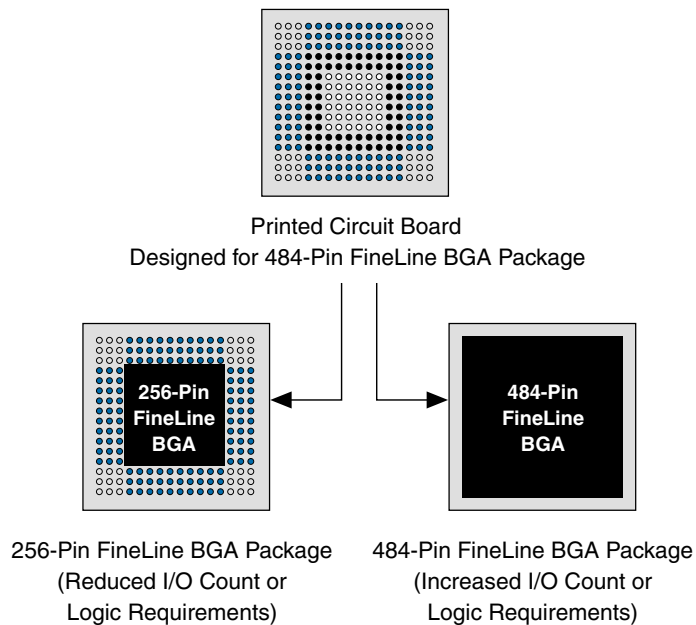 Printed Circuit Board
Designed for 484-Pin FineLine BGA Package
256-Pin
FineLine
BGA
484-Pin
FineLine
BGA
256-Pin FineLine BGA Package
(Reduced I/O Count or
Logic Requirements)
484-Pin FineLine BGA Package
(Increased I/O Count or
Logic Requirements)